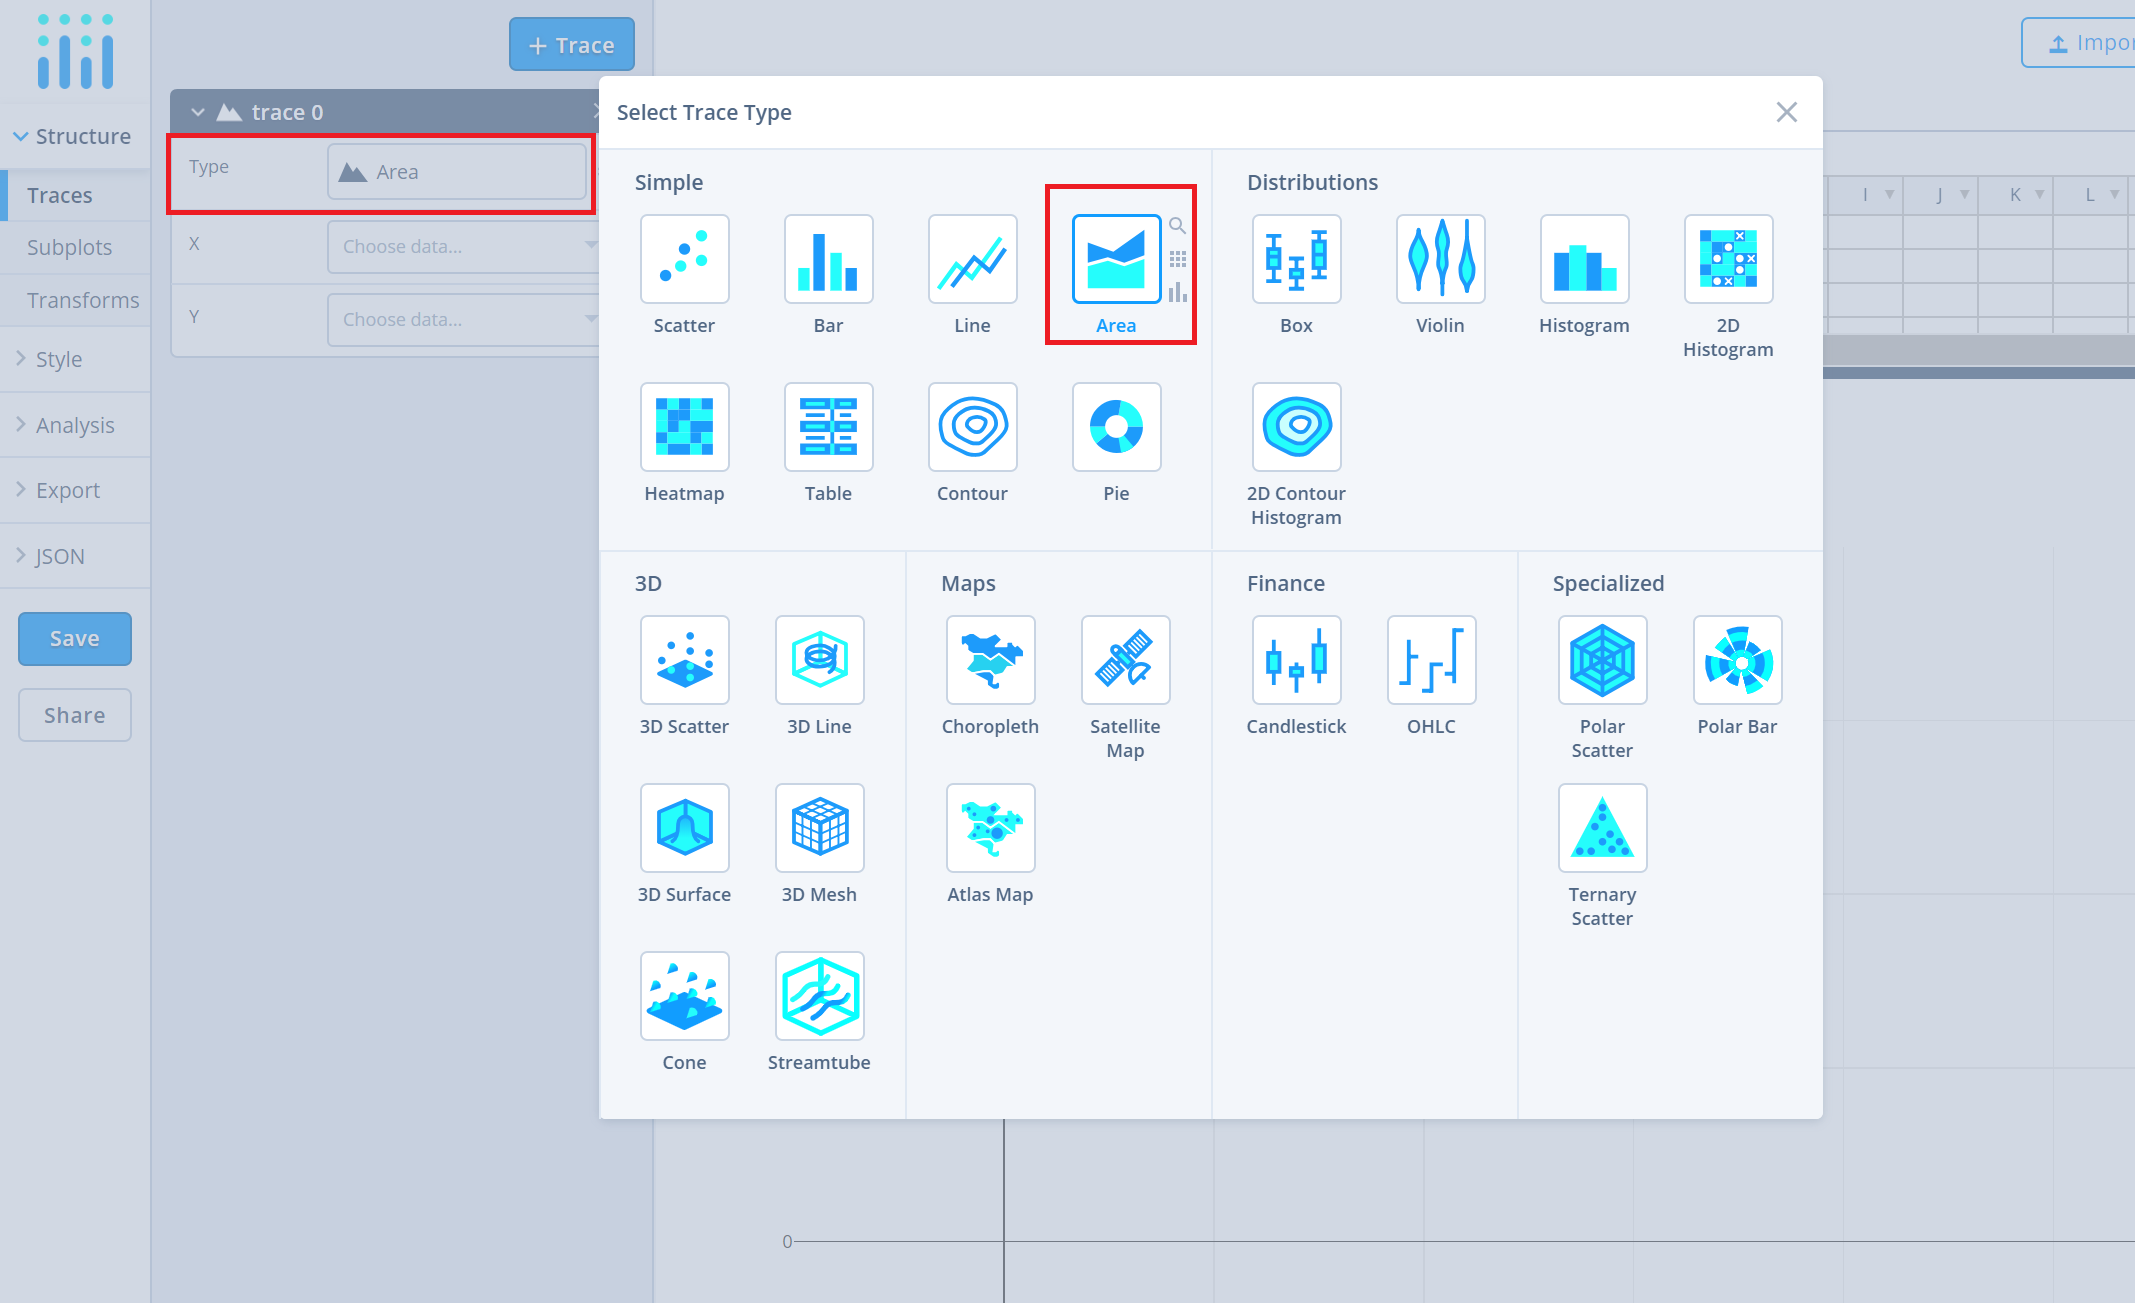 + Trace
Impor
trace 0
Select Trace Type
Structure
Type
Area
Traces
Subplots
Transforms
X
Choose data...
Y
Choose data...
Style
Analysis
Export
JSON
Save
Share
Simple
Scatter
Bar
Line
Area
Heatmap
Table
Contour
Pie
Distributions
Box
Violin
Histogram
2D
Histogram
2D Contour
Histogram
I
J
K
L
3D
3D Scatter
3D Line
3D Surface
3D Mesh
Cone
Streamtube
Maps
Choropleth
Satellite
Map
Atlas Map
Finance
Candlestick
OHLC
Specialized
Polar
Scatter
Polar Bar
Ternary
Scatter
0